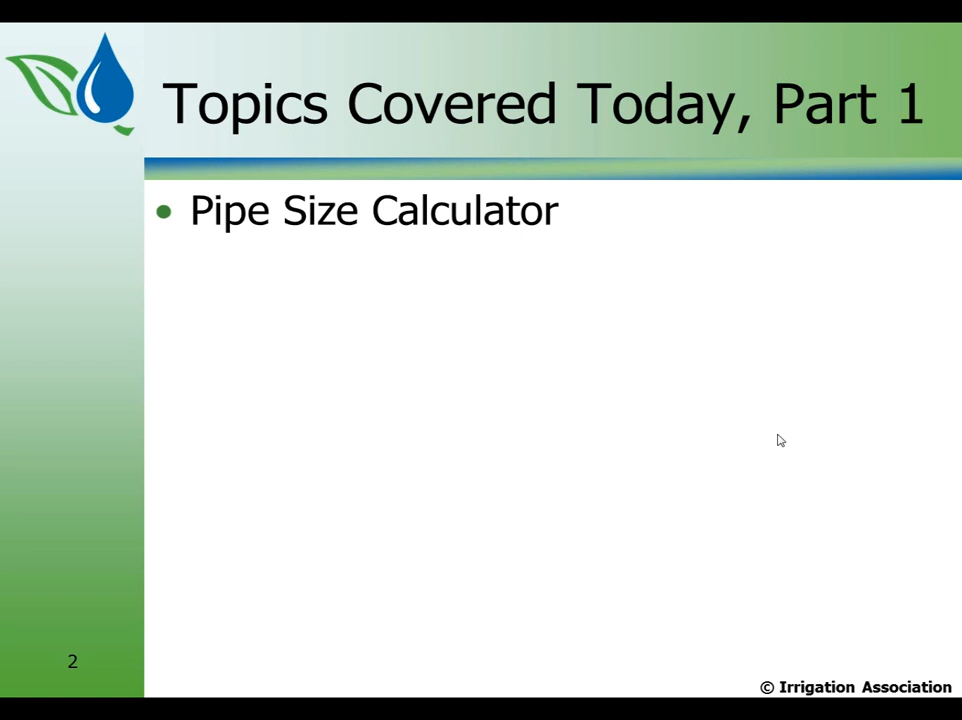 Topics Covered Today, Part 1
• Pipe Size Calculator
2
© Irrigation Association